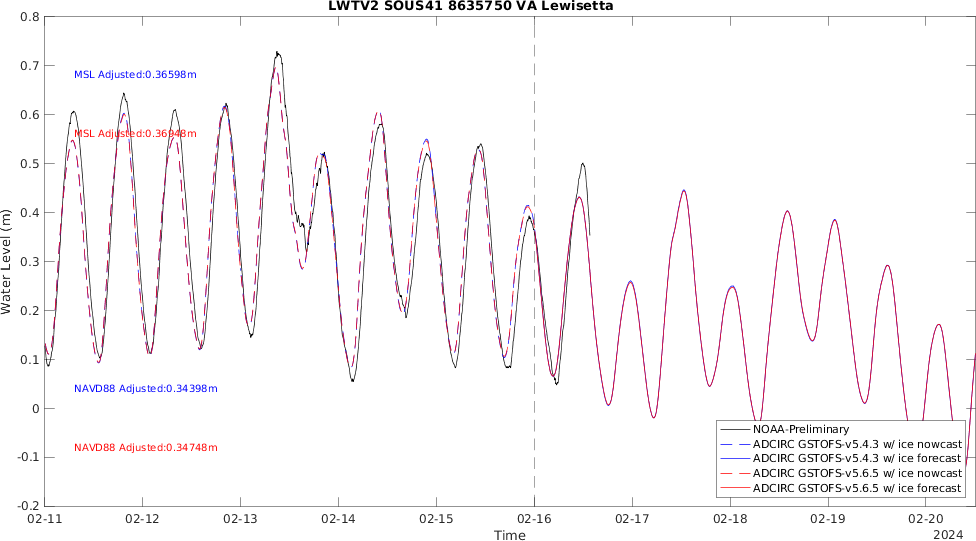 LWTV2 SOUS41 8635750 VA Lewisetta
0.8
0.7
0.6
0.5
0.4
0.3
0.2
0.1
0
-0.1
-0.2
Water Level (m)
MSL Adjusted:0.36598m
MSL Adjusted:0.36948m
NAVD88 Adjusted:0.34398m
NAVD88 Adjusted:0.34748m
NOAA-Preliminary
ADCIRC GSTOFS-v5.4.3 w/ ice nowcast
ADCIRC GSTOFS-v5.4.3 w/ ice forecast
ADCIRC GSTOFS-v5.6.5 w/ ice nowcast
ADCIRC GSTOFS-v5.6.5 w/ ice forecast
02-11 02-12 02-13 02-14 02-15 02-16 02-17 02-18 02-19 02-20
Time
2024